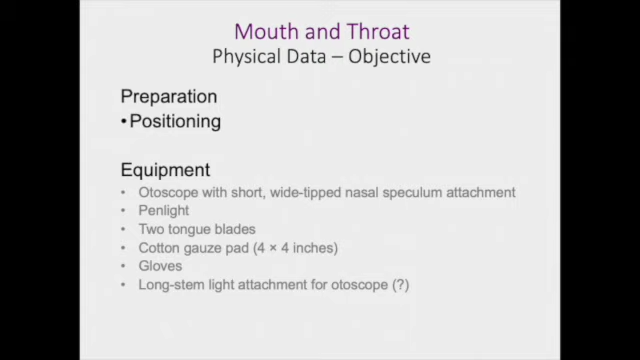 Mouth and Throat
Physical Data – Objective
Preparation
•Positioning
Equipment
• Otoscope with short, wide-tipped nasal speculum attachment
• Penlight
• Two tongue blades
• Cotton gauze pad (4 × 4 inches)
• Gloves
• Long-stem light attachment for otoscope (?)